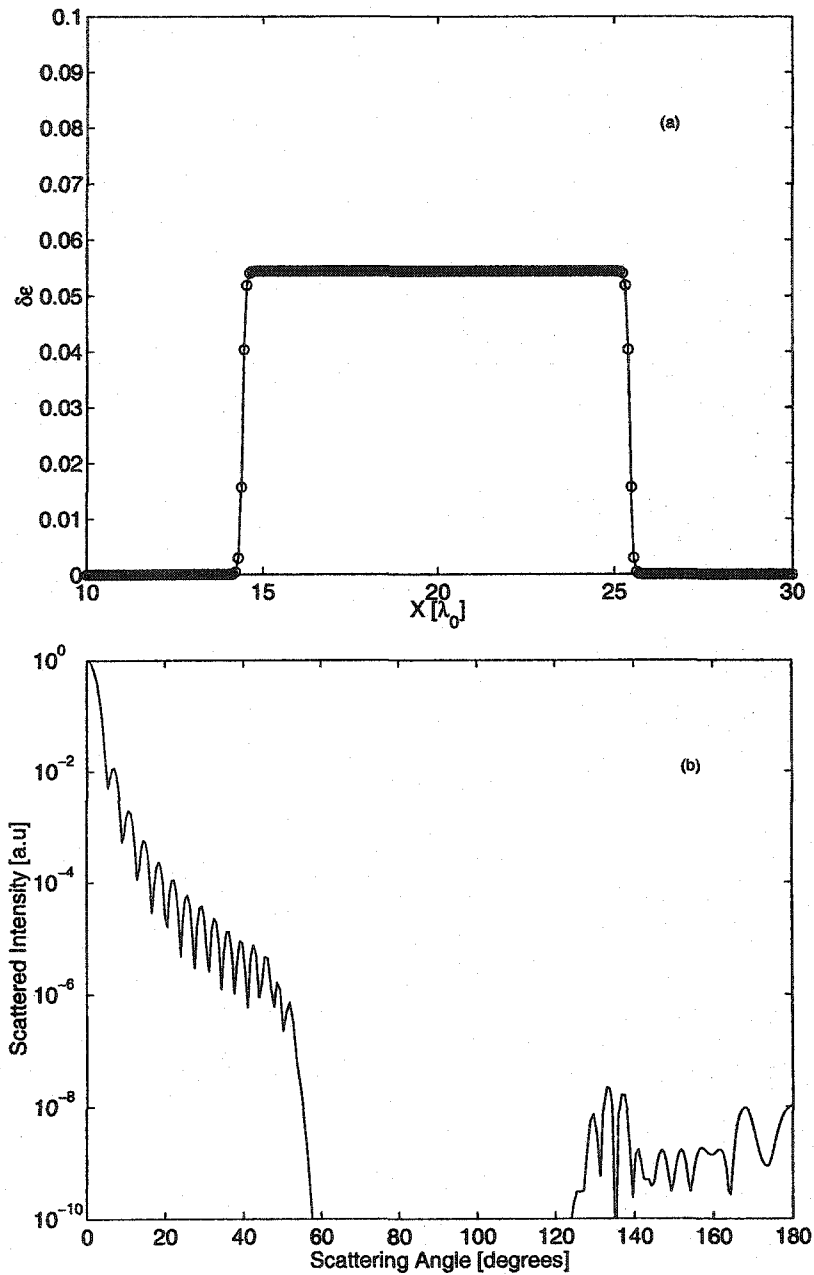 0.1
0.09
0.08
(a)
0.07
0.06
0.05
δε
0.04
0.03
0.02
0.01
0
10 15 20 25 30
X [λ₀]
10⁰
10⁻²
(b)
10⁻⁴
Scattered Intensity [a.u]
10⁻⁶
10⁻⁸
10⁻¹⁰
0 20 40 60 80 100 120 140 160 180
Scattering Angle [degrees]